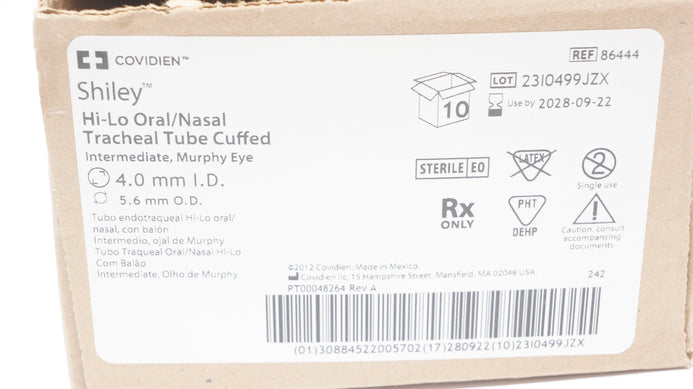 COVIDIEN™
REF 86444
Shiley™
LOT 23I0499JZX
10
Use by 2028-09-22
Hi-Lo Oral/Nasal
Tracheal Tube Cuffed
Intermediate, Murphy Eye
4.0 mm I.D.
5.6 mm O.D.
STERILE EO
LATEX
2
Single use
Rx
ONLY
PHT
DEHP
Caution, consult
accompanying
documents
Tubo endotraqueal Hi-Lo oral/
nasal, con balón
Intermedio, ojal de Murphy
Tubo Traqueal Oral/Nasal Hi-Lo
Com Balão
Intermediate, Olho de Murphy
©2012 Covidien. Made in Mexico.
Covidien llc, 15 Hampshire Street, Mansfield, MA 02048 USA.
242
PT00048264 Rev A
(01)30884522005702(17)280922(10)23I0499JZX